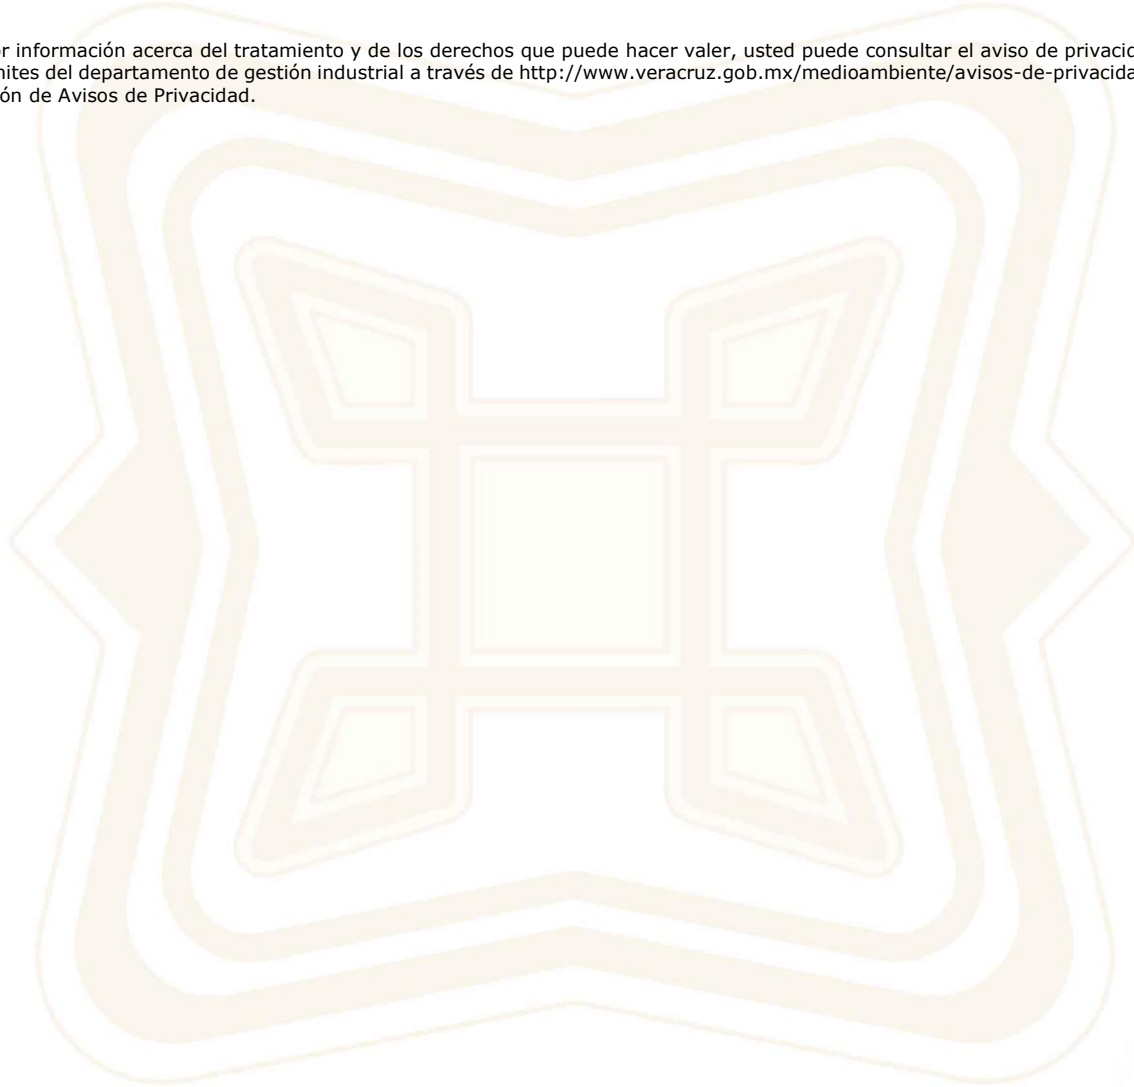 r información acerca del tratamiento y de los derechos que puede hacer valer, usted puede consultar el aviso de privacid
ites del departamento de gestión industrial a través de http://www.veracruz.gob.mx/medioambiente/avisos-de-privacida
ón de Avisos de Privacidad.